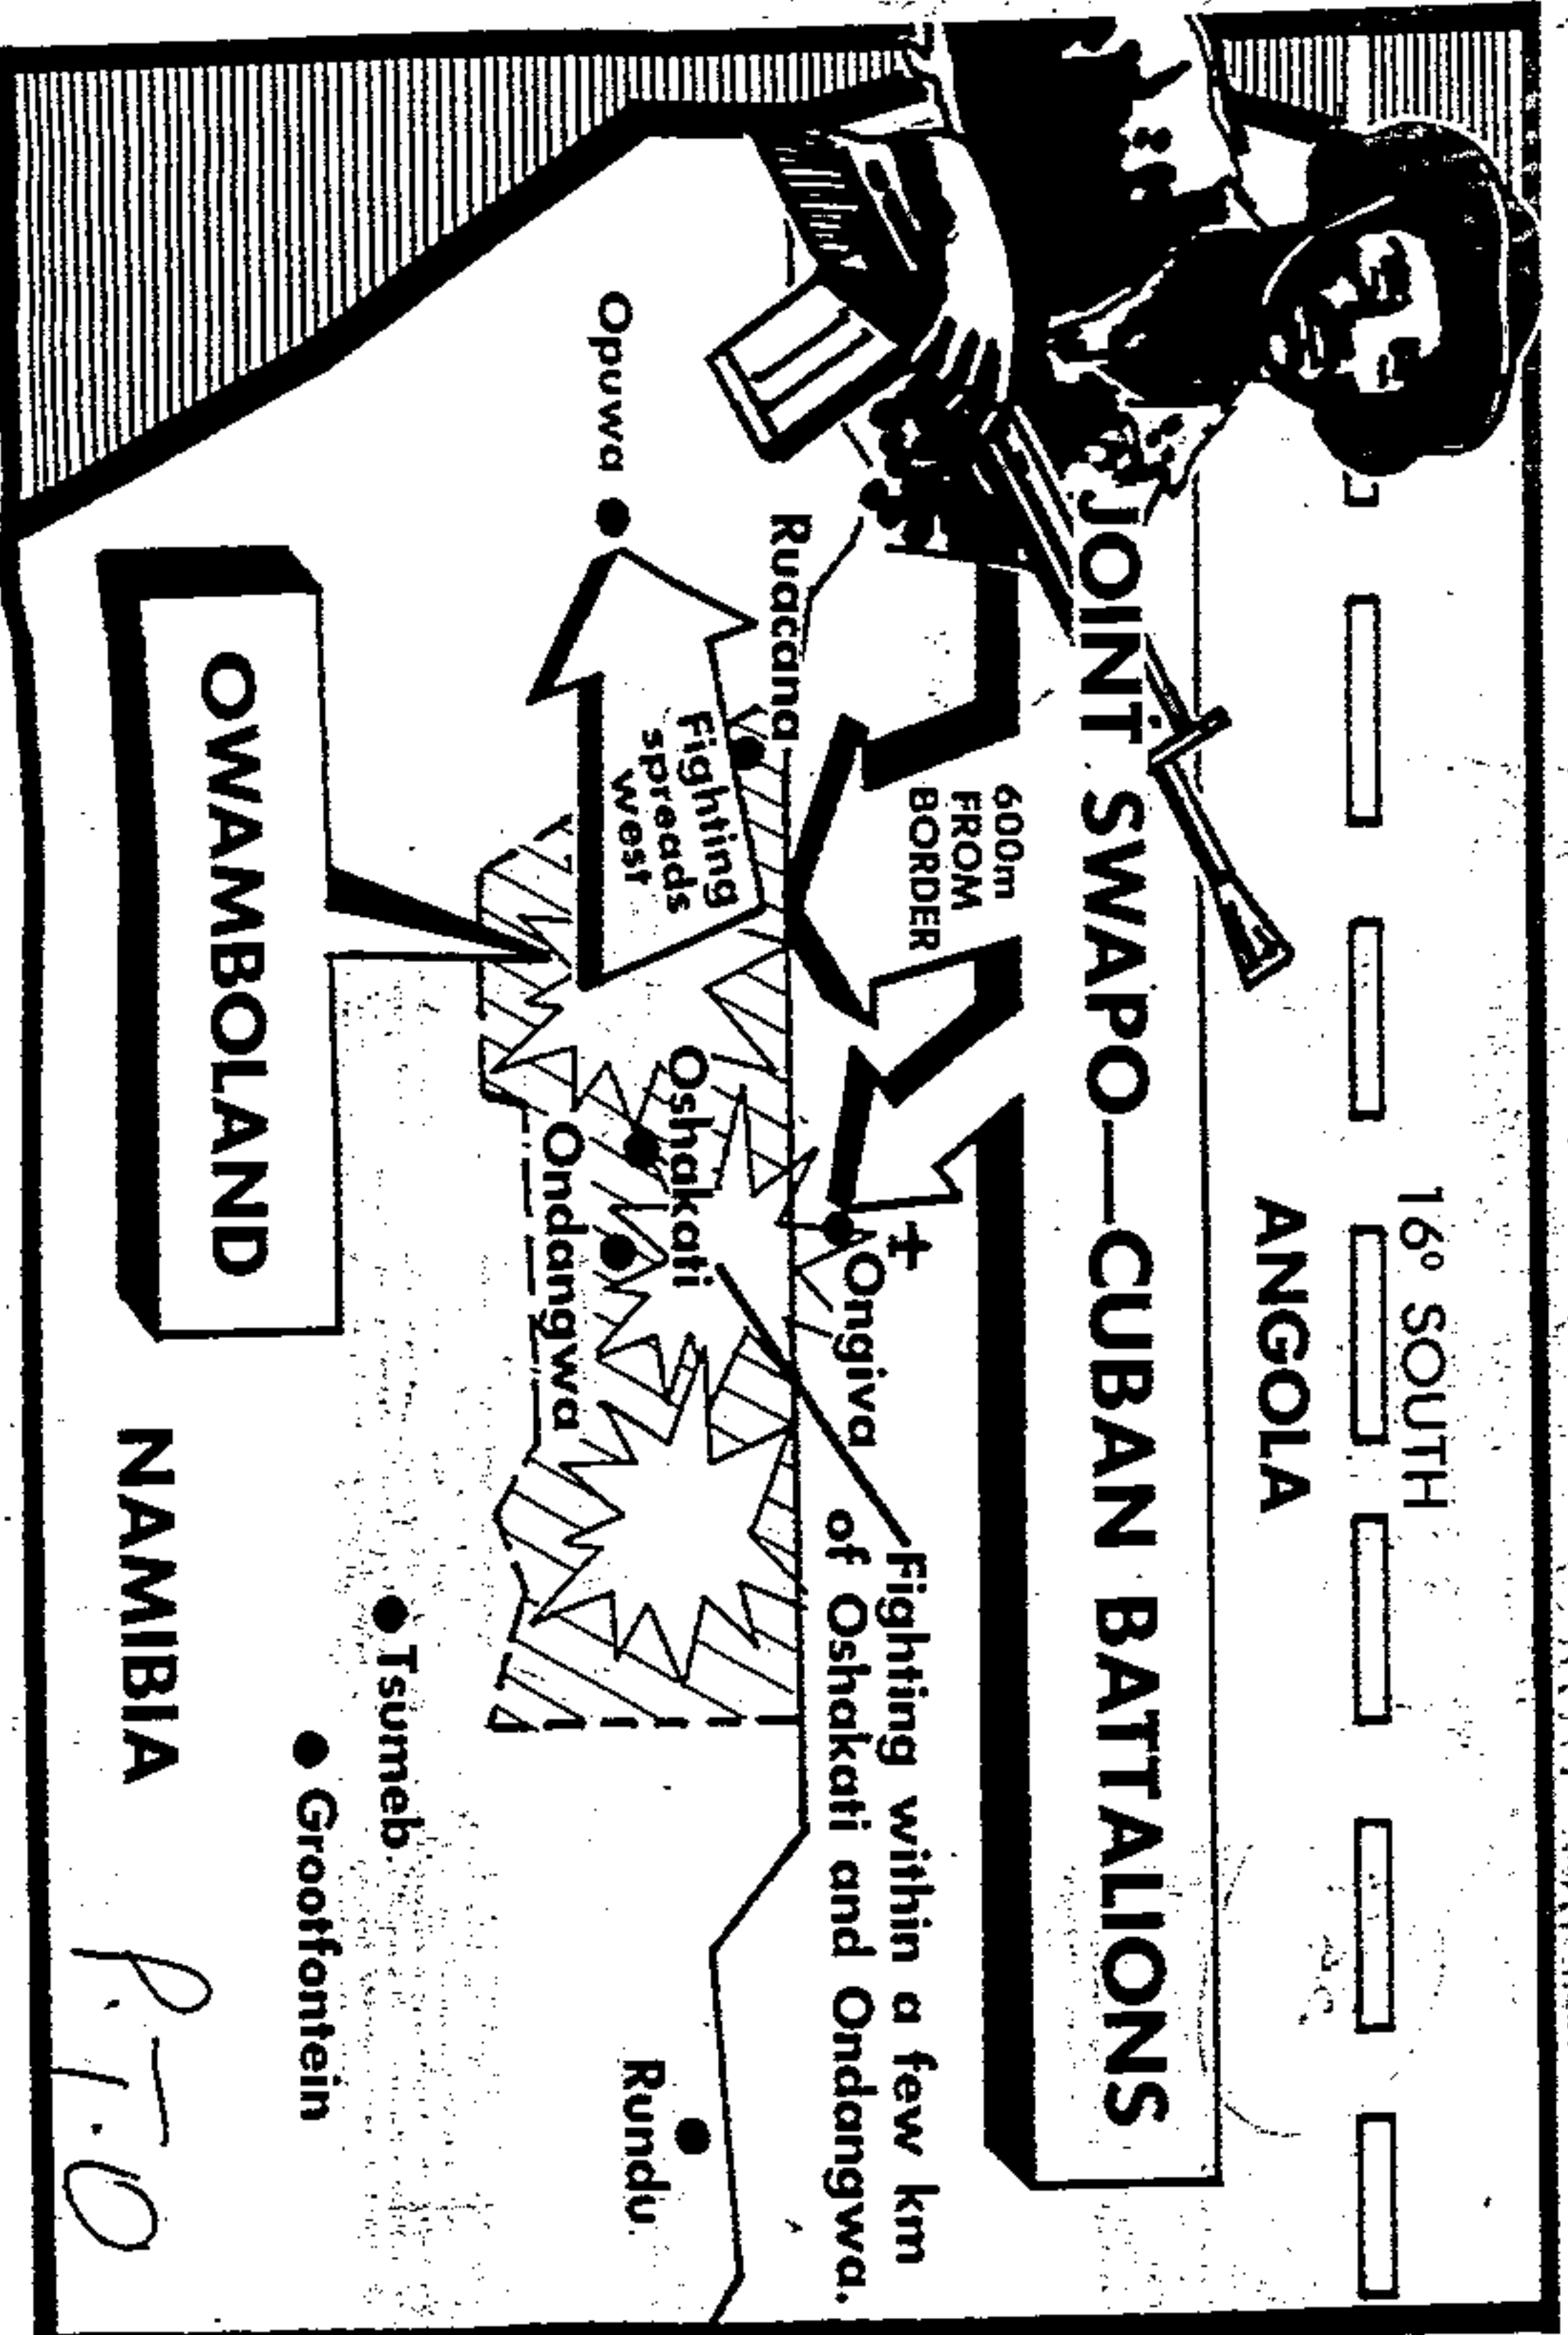 16° SOUTH
ANGOLA
JOINT SWAPO—CUBAN BATTALIONS
600m
FROM
BORDER
±
Ongiva
Fighting within a few km
of Oshakati and Ondangwa.
Ruacana
Fighting
spreads
west
Opuwa
Oshakati
Ondangwa
Rundu
Tsumeb
Grootfontein
OWAMBOLAND
NAMIBIA
P.T.O